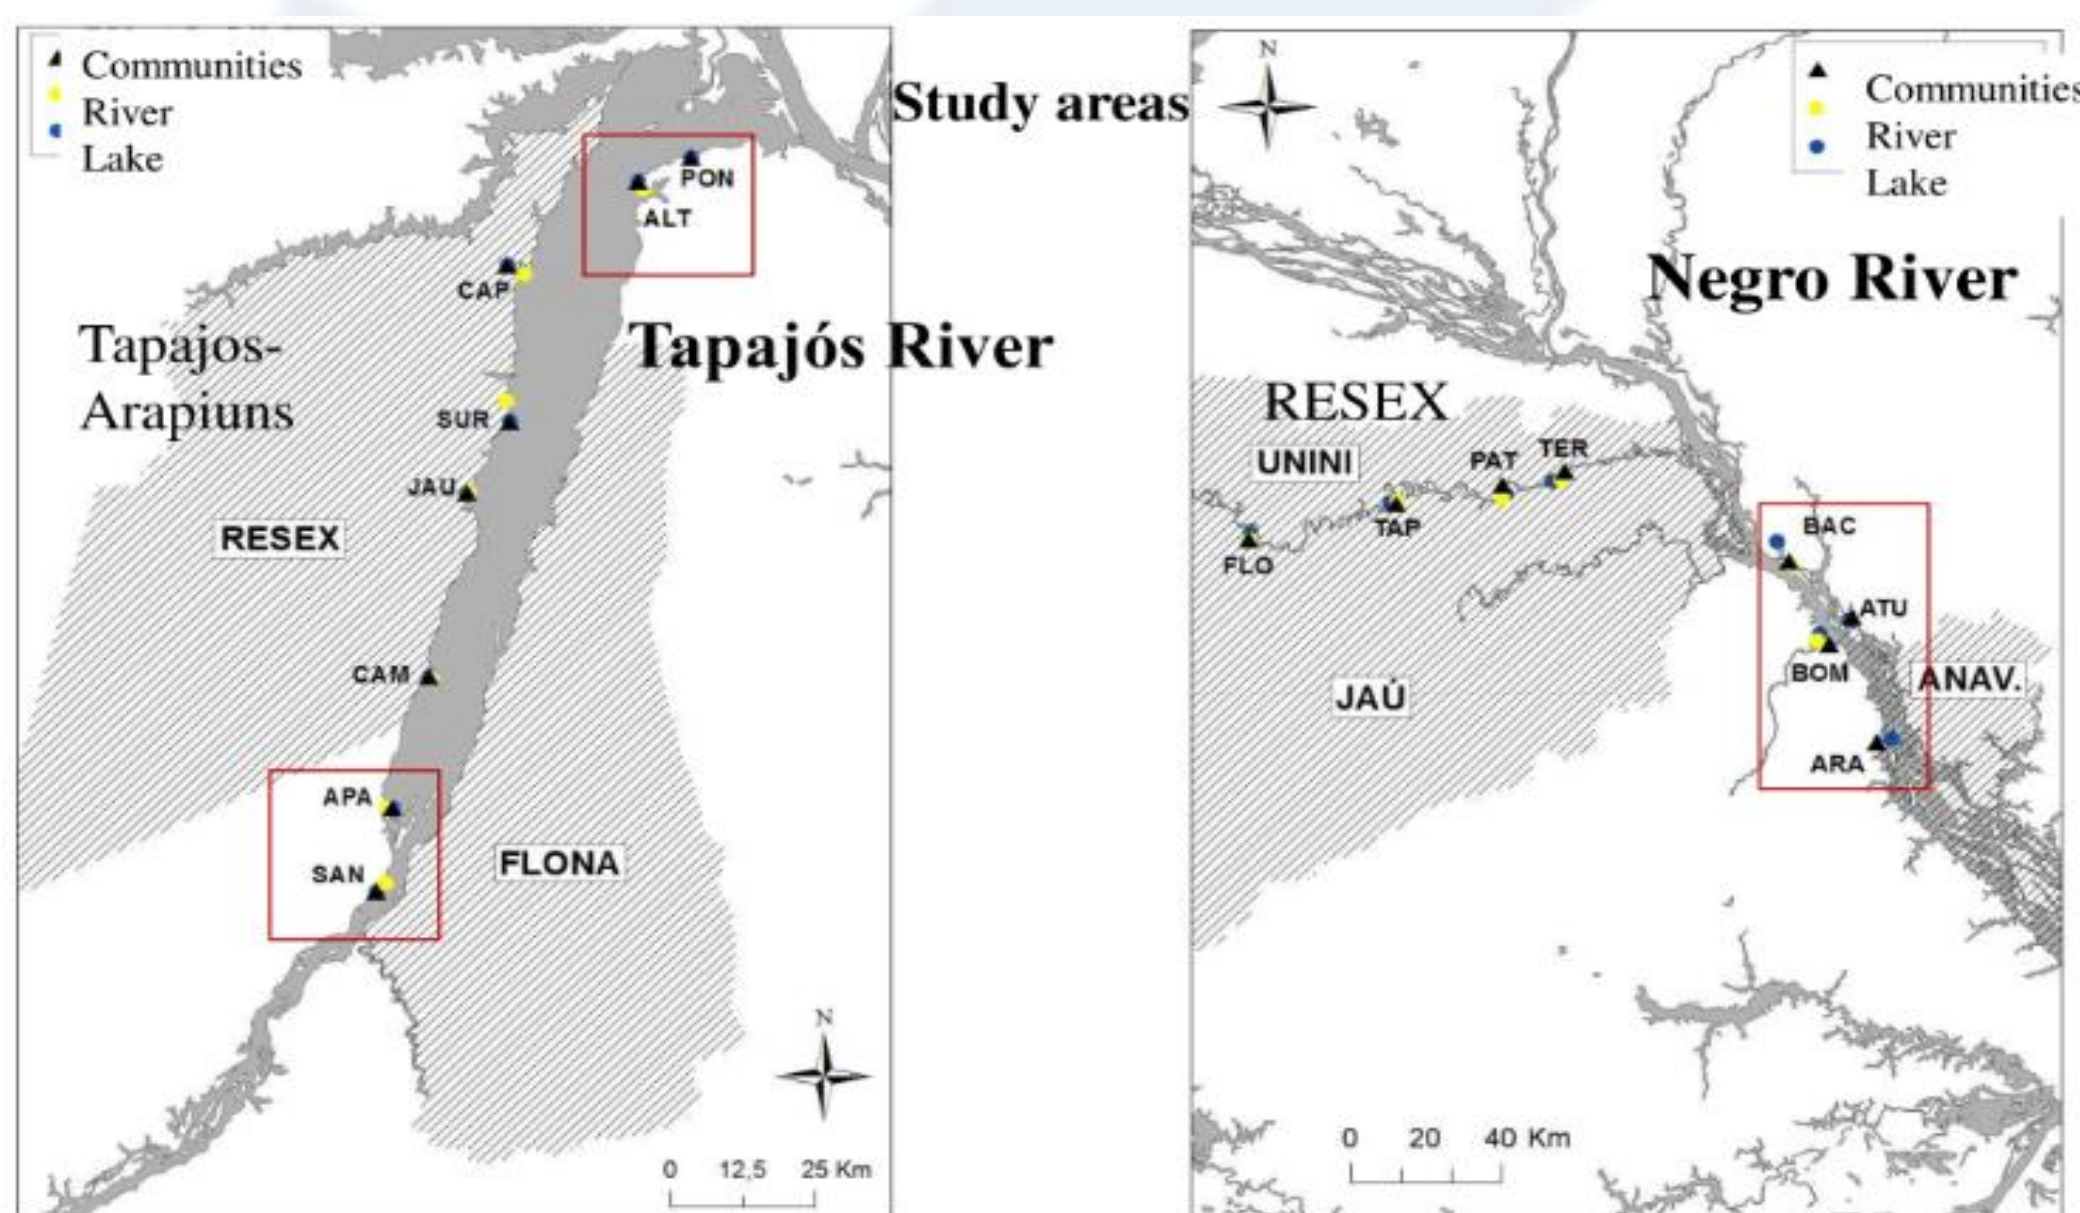 Communities
River
Lake
Study areas
N
Communities
River
Lake
PON
ALT
CAP
Negro River
Tapajos-
Arapiuns
Tapajós River
SUR
RESEX
UNINI
PAT
TER
JAU
TAP
FLO
RESEX
BAC
ATU
CAM
BOM
ANAV.
JAÚ
ARA
APA
SAN
FLONA
N
0 12,5 25 Km
0 20 40 Km